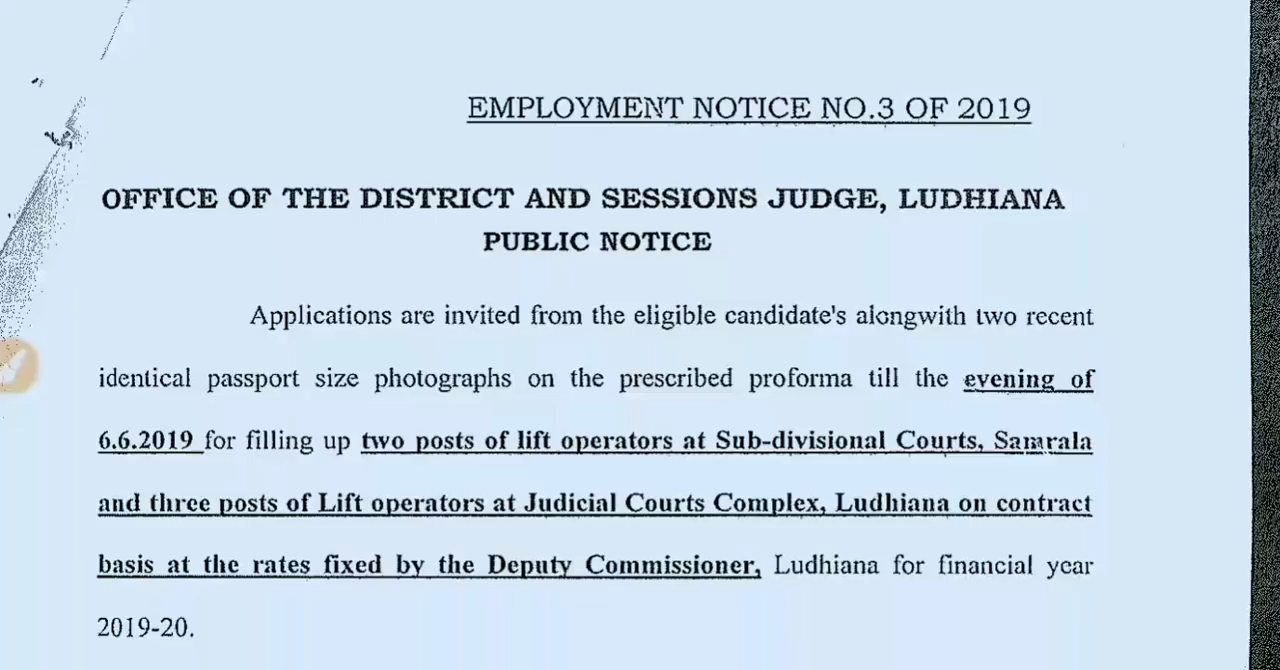 EMPLOYMENT NOTICE NO.3 OF 2019
OFFICE OF THE DISTRICT AND SESSIONS JUDGE, LUDHIANA
PUBLIC NOTICE
Applications are invited from the eligible candidate's alongwith two recent
identical passport size photographs on the prescribed proforma till the evening of
6.6.2019 for filling up two posts of lift operators at Sub-divisional Courts, Samrala
and three posts of Lift operators at Judicial Courts Complex, Ludhiana on contract
basis at the rates fixed by the Deputy Commissioner, Ludhiana for financial year
2019-20.